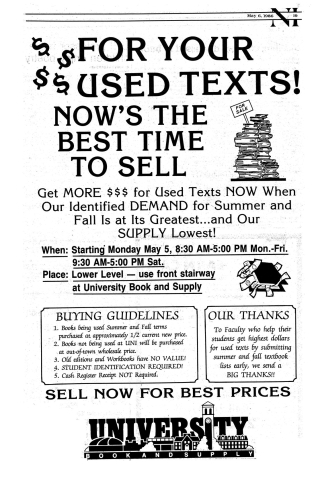 May 6, 1986 NI 15
$ $ FOR YOUR
$ $ USED TEXTS!
NOW'S THE
BEST TIME
TO SELL
FOR SALE
Get MORE $$$ for Used Texts NOW When
Our Identified DEMAND for Summer and
Fall Is at Its Greatest...and Our
SUPPLY Lowest!
When: Starting Monday May 5, 8:30 AM-5:00 PM Mon.-Fri.
9:30 AM-5:00 PM Sat.
Place: Lower Level — use front stairway
at University Book and Supply
BUYING GUIDELINES
1. Books being used Summer and Fall terms
purchased at approximately 1/2 current new price.
2. Books not being used at UNI will be purchased
at out-of-town wholesale price.
3. Old editions and Workbooks have NO VALUE!
4. STUDENT IDENTIFICATION REQUIRED!
5. Cash Register Receipt NOT Required.
OUR THANKS
To Faculty who help their
students get highest dollars
for used texts by submitting
summer and fall textbook
lists early, we send a
BIG THANKS!!
SELL NOW FOR BEST PRICES
UNIVERSITY
BOOK AND SUPPLY